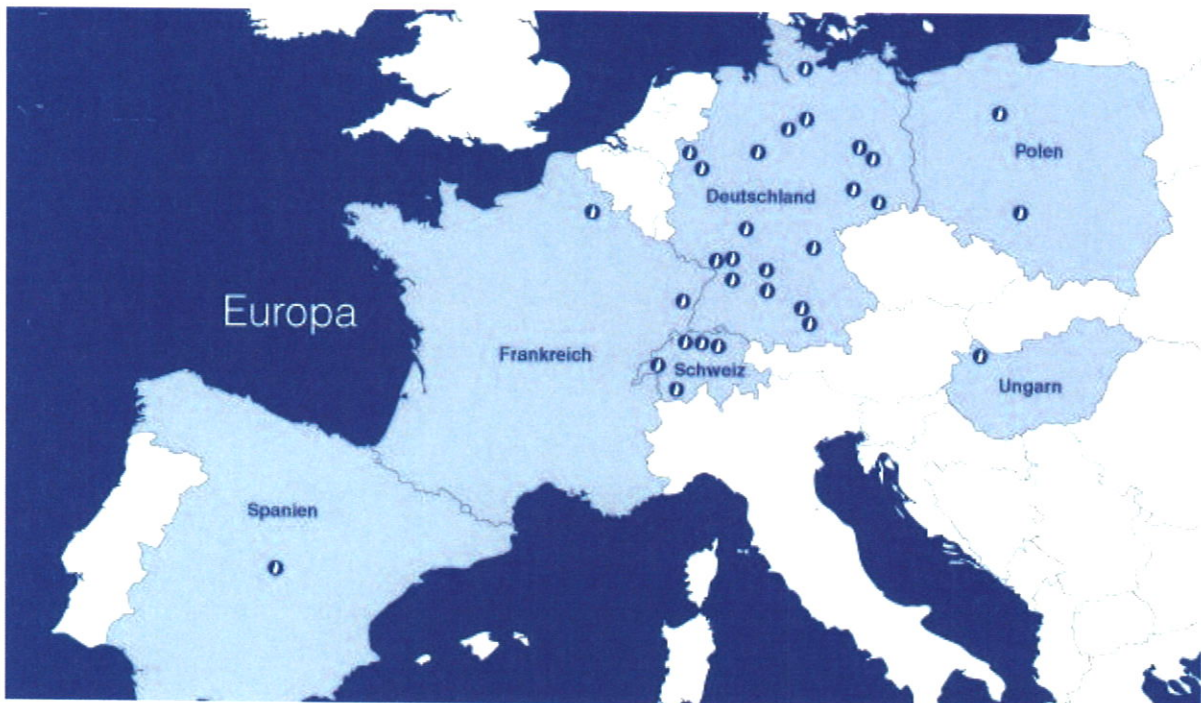 Polen
Deutschland
Europa
Frankreich
Schweiz
Ungarn
Spanien